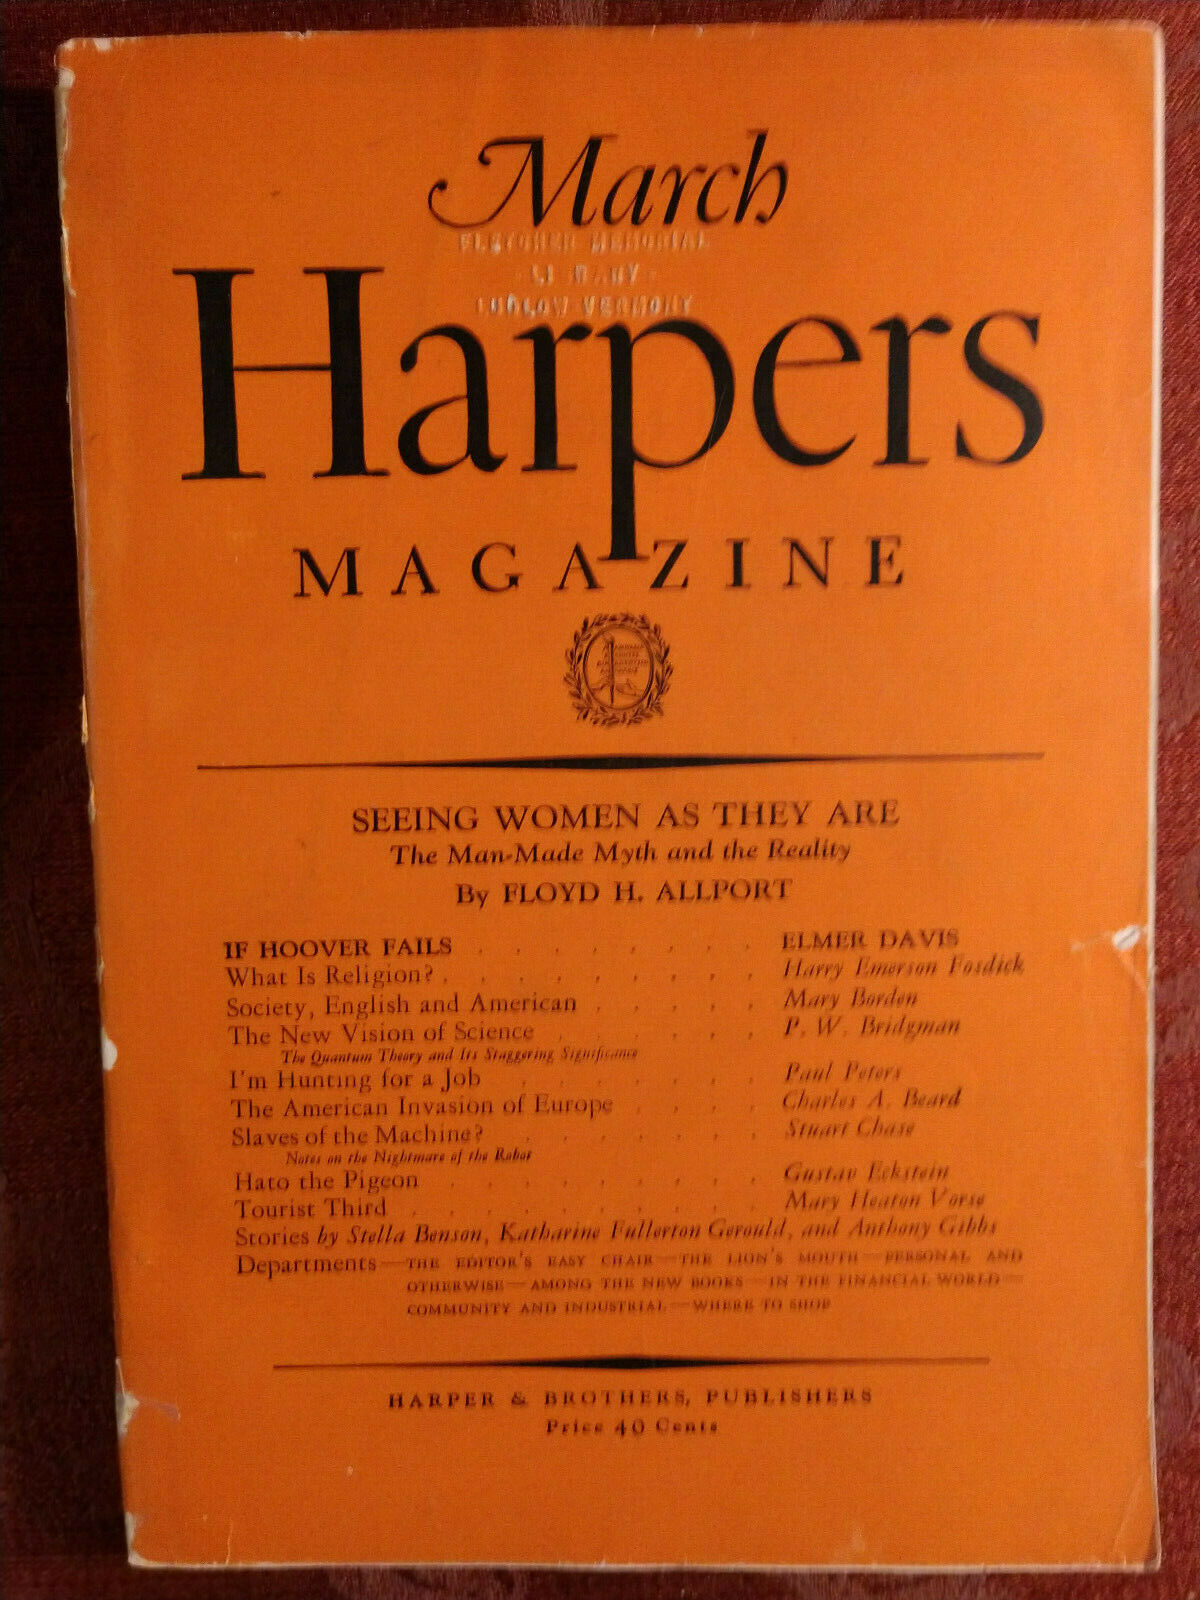 March
FLETCHER MEMORIAL
LUDLOW VERMONT
Harpers
MAGAZINE
SEEING WOMEN AS THEY ARE
The Man-Made Myth and the Reality
By FLOYD H. ALLPORT
IF HOOVER FAILS . . . . . . . . ELMER DAVIS
What Is Religion? . . . . . . . . . Harry Emerson Fosdick
Society, English and American . . . . . Mary Borden
The New Vision of Science . . . . . . P. W. Bridgman
The Quantum Theory and Its Staggering Significance
I'm Hunting for a Job . . . . . . . Paul Peters
The American Invasion of Europe . . . . Charles A. Beard
Slaves of the Machine? . . . . . . . Stuart Chase
Notes on the Nightmare of the Robot
Hato the Pigeon . . . . . . . . . Gustav Eckstein
Tourist Third . . . . . . . . . . Mary Heaton Vorse
Stories by Stella Benson, Katharine Fullerton Gerould, and Anthony Gibbs
Departments—THE EDITOR'S EASY CHAIR—THE LION'S MOUTH—PERSONAL AND
OTHERWISE—AMONG THE NEW BOOKS—IN THE FINANCIAL WORLD—
COMMUNITY AND INDUSTRIAL—WHERE TO SHOP
HARPER & BROTHERS, PUBLISHERS
Price 40 Cents